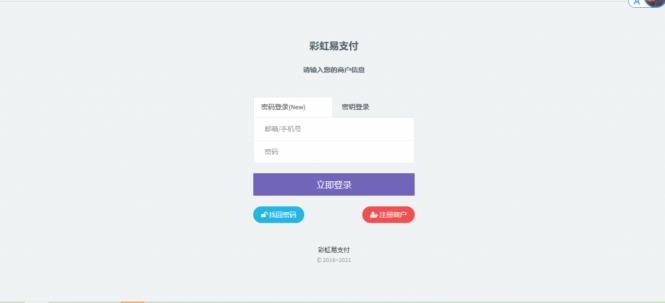 彩虹易支付
请输入您的商户信息
密码登录(New) 密钥登录
邮箱/手机号
密码
立即登录
找回密码 注册商户
彩虹易支付
© 2016~2021